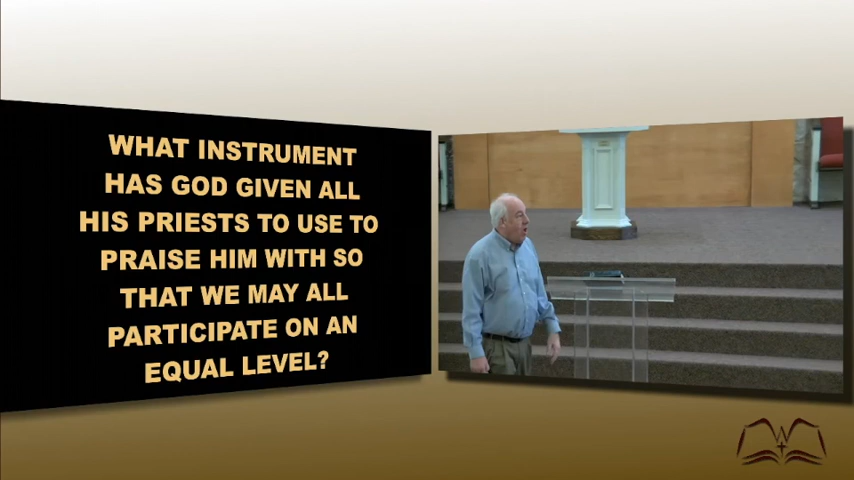 WHAT INSTRUMENT
HAS GOD GIVEN ALL
HIS PRIESTS TO USE TO
PRAISE HIM WITH SO
THAT WE MAY ALL
PARTICIPATE ON AN
EQUAL LEVEL?